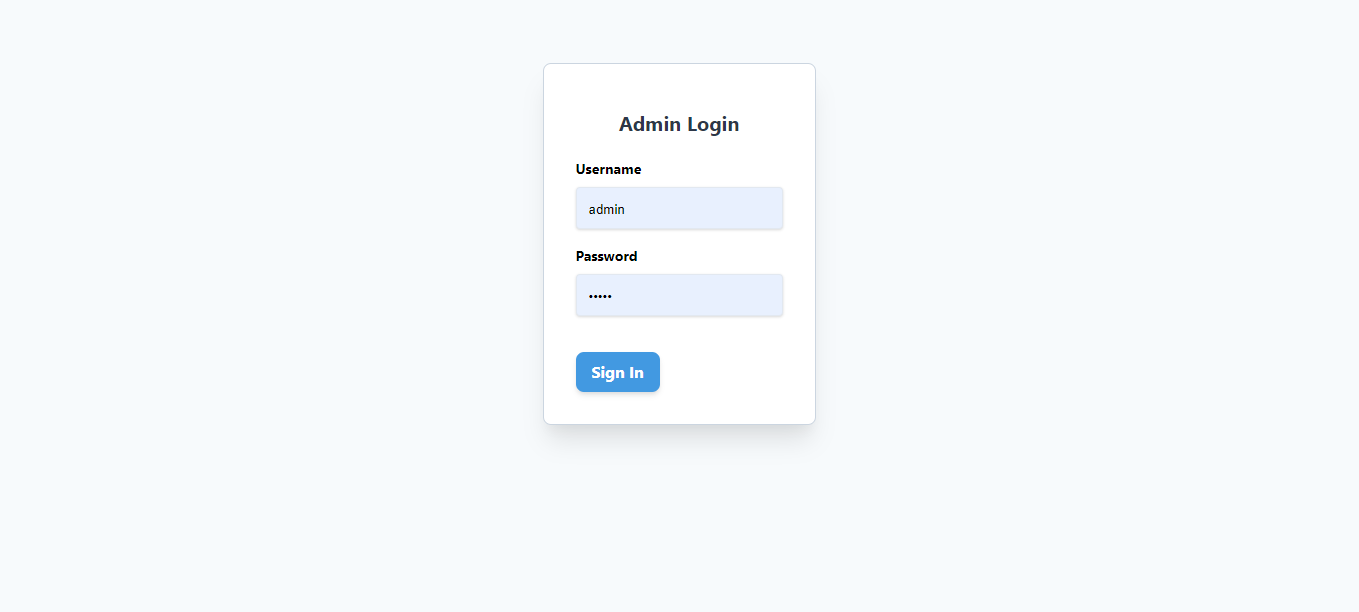 Admin Login
Username
admin
Password
•••••
Sign In